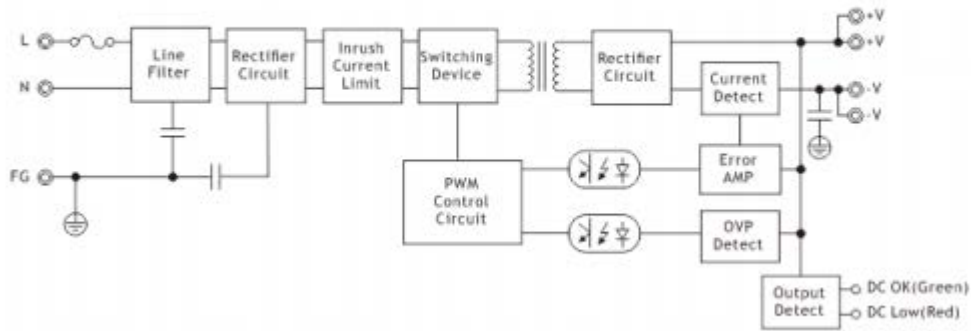 L
N
FG
Line
Filter
Rectifier
Circuit
Inrush
Current
Limit
Switching
Device
Rectifier
Circuit
Current
Detect
+V
+V
-V
-V
PWM
Control
Circuit
Error
AMP
OVP
Detect
Output
Detect
DC OK(Green)
DC Low(Red)